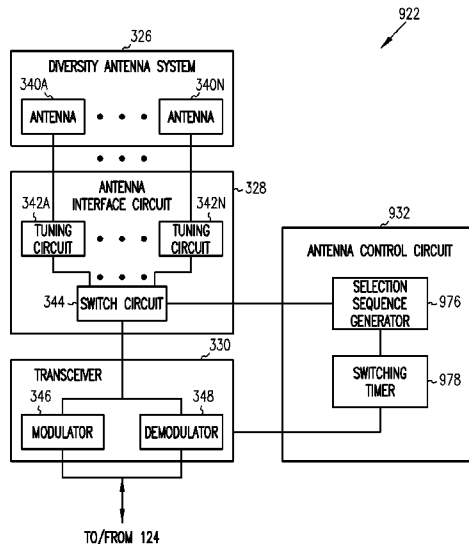 922
326
DIVERSITY ANTENNA SYSTEM
340A
340N
ANTENNA
ANTENNA
ANTENNA
INTERFACE CIRCUIT
328
342A
342N
TUNING
CIRCUIT
TUNING
CIRCUIT
344
SWITCH CIRCUIT
932
ANTENNA CONTROL CIRCUIT
SELECTION
SEQUENCE
GENERATOR
976
SWITCHING
TIMER
978
330
TRANSCEIVER
346
348
MODULATOR
DEMODULATOR
TO/FROM 124